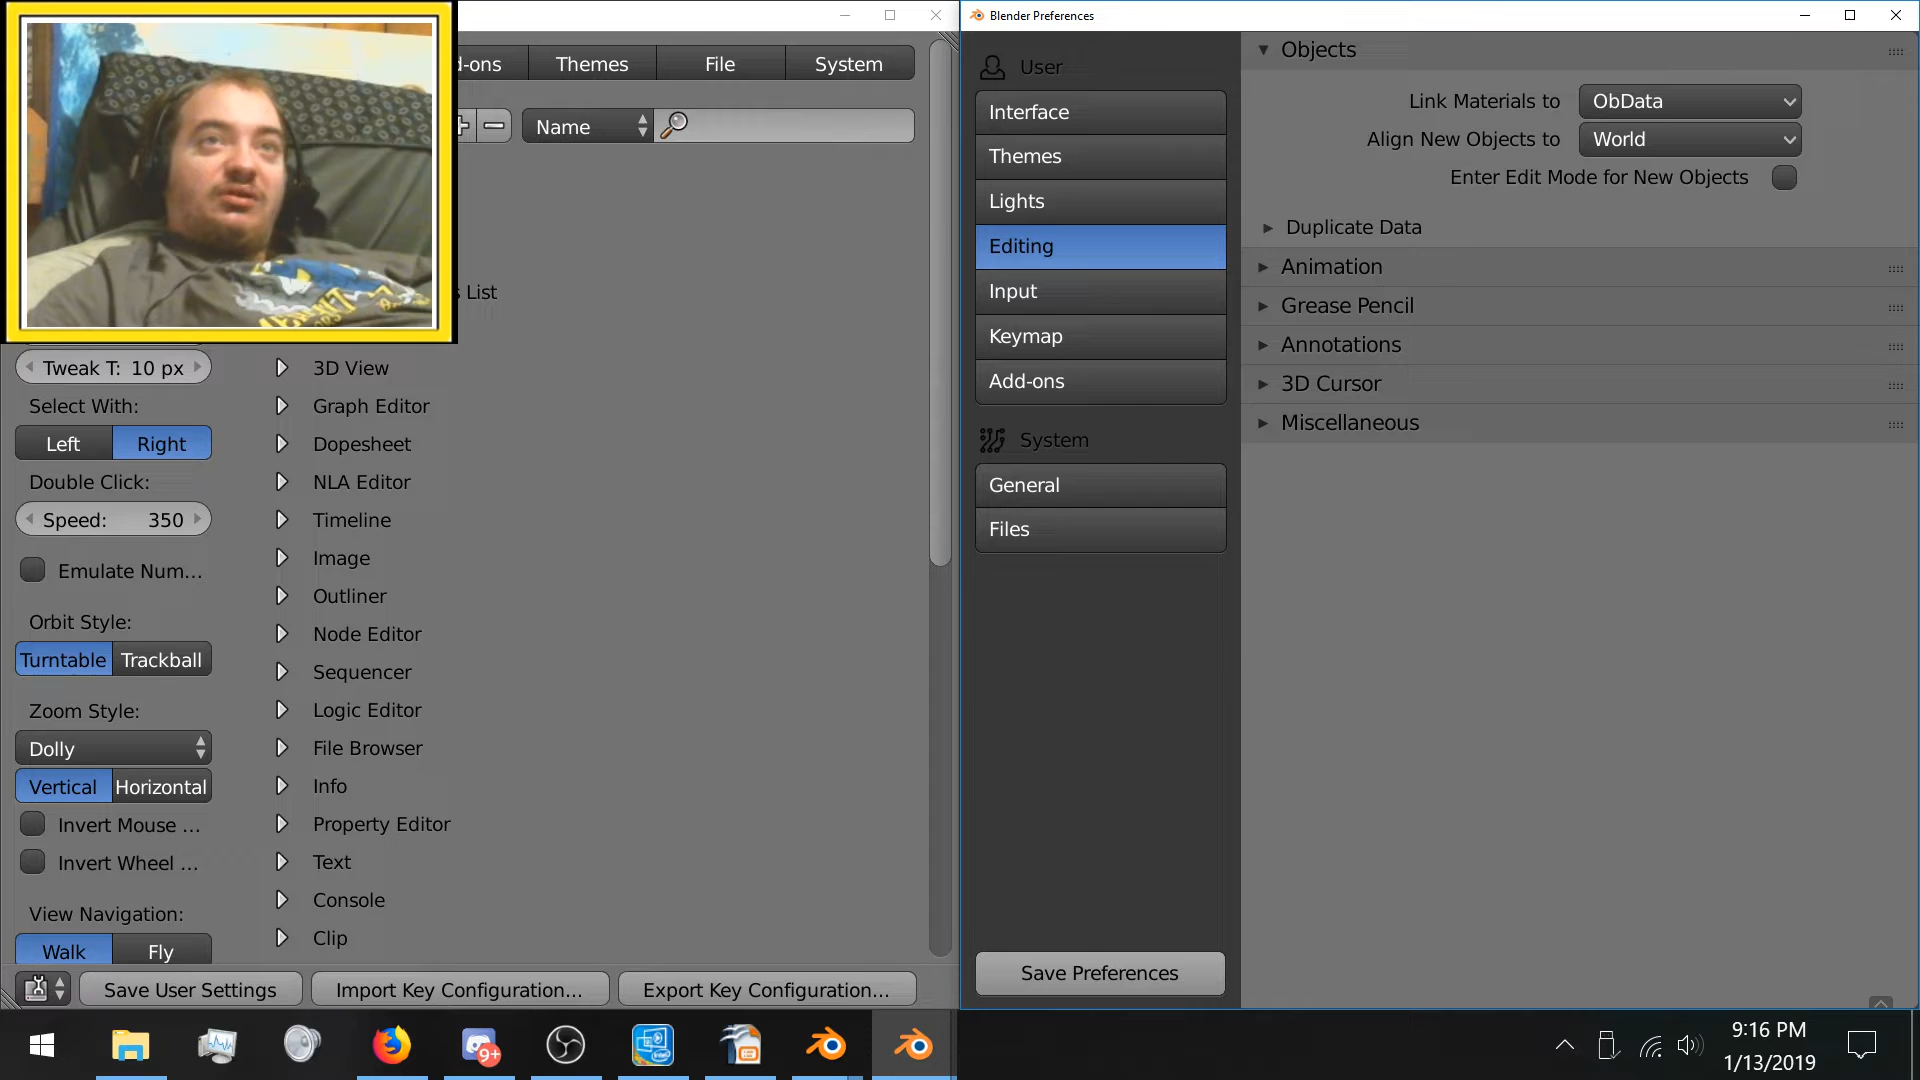 d-ons
Themes
File
System
Name
s List
Tweak T: 10 px
Select With:
Left
Right
Double Click:
Speed: 350
Emulate Num...
Orbit Style:
Turntable
Trackball
Zoom Style:
Dolly
Vertical
Horizontal
Invert Mouse ...
Invert Wheel ...
View Navigation:
Walk
Fly
3D View
Graph Editor
Dopesheet
NLA Editor
Timeline
Image
Outliner
Node Editor
Sequencer
Logic Editor
File Browser
Info
Property Editor
Text
Console
Clip
Save User Settings
Import Key Configuration...
Export Key Configuration...
Blender Preferences
User
Interface
Themes
Lights
Editing
Input
Keymap
Add-ons
System
General
Files
Save Preferences
Objects
Link Materials to ObData
Align New Objects to World
Enter Edit Mode for New Objects
Duplicate Data
Animation
Grease Pencil
Annotations
3D Cursor
Miscellaneous
9+
9:16 PM
1/13/2019